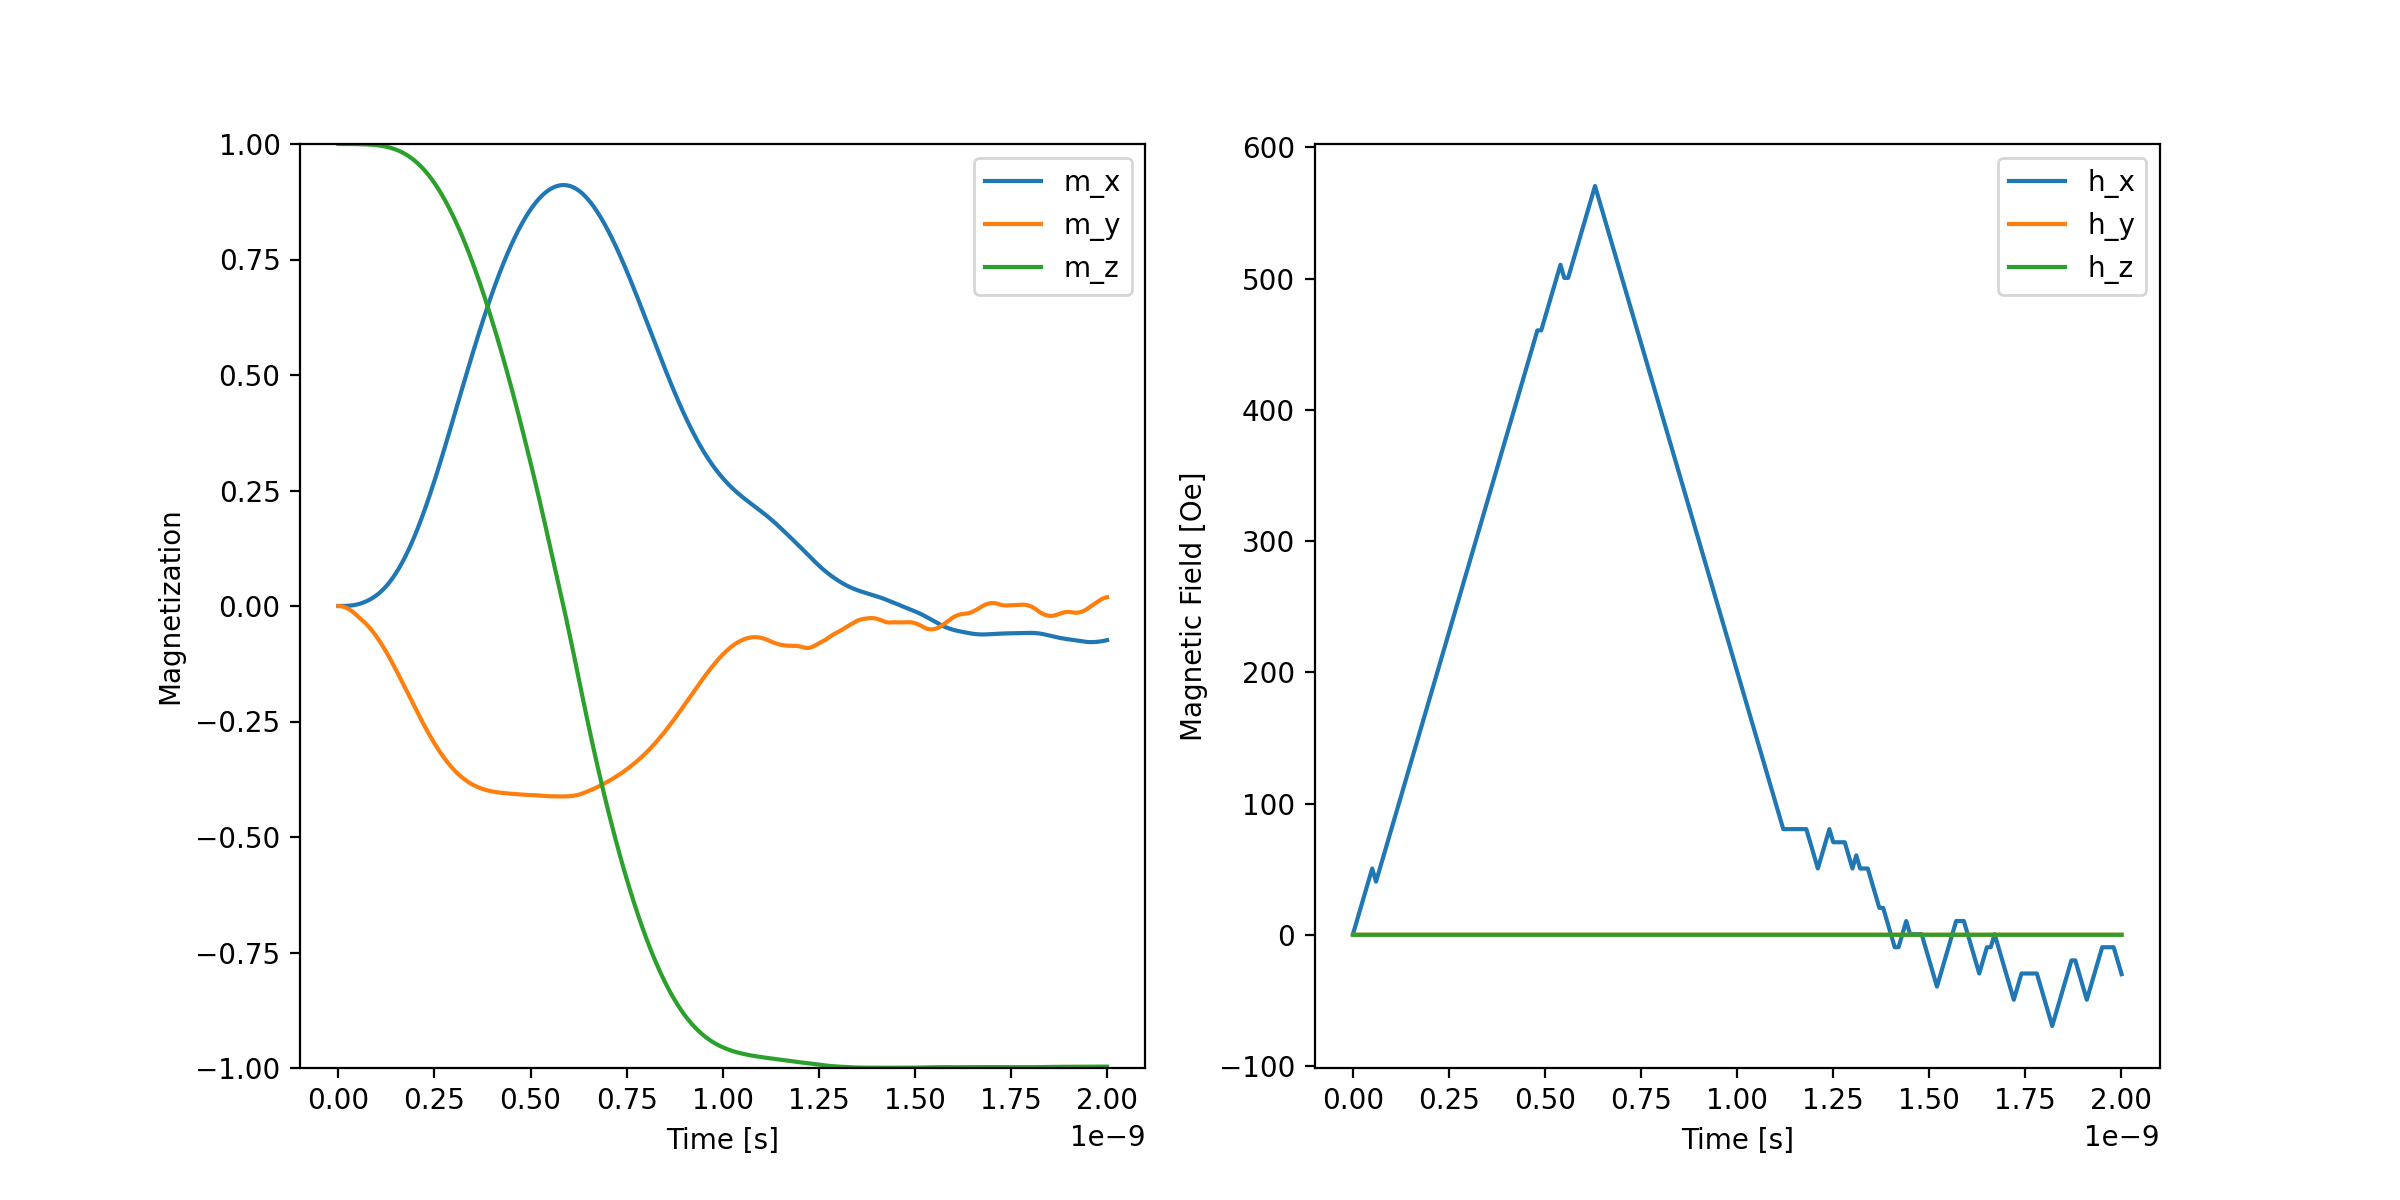 1.00
0.75
0.50
0.25
0.00
−0.25
−0.50
−0.75
−1.00
Magnetization
m_x
m_y
m_z
0.00 0.25 0.50 0.75 1.00 1.25 1.50 1.75 2.00
Time [s]
1e−9
600
500
400
300
200
100
0
−100
Magnetic Field [Oe]
h_x
h_y
h_z
0.00 0.25 0.50 0.75 1.00 1.25 1.50 1.75 2.00
Time [s]
1e−9